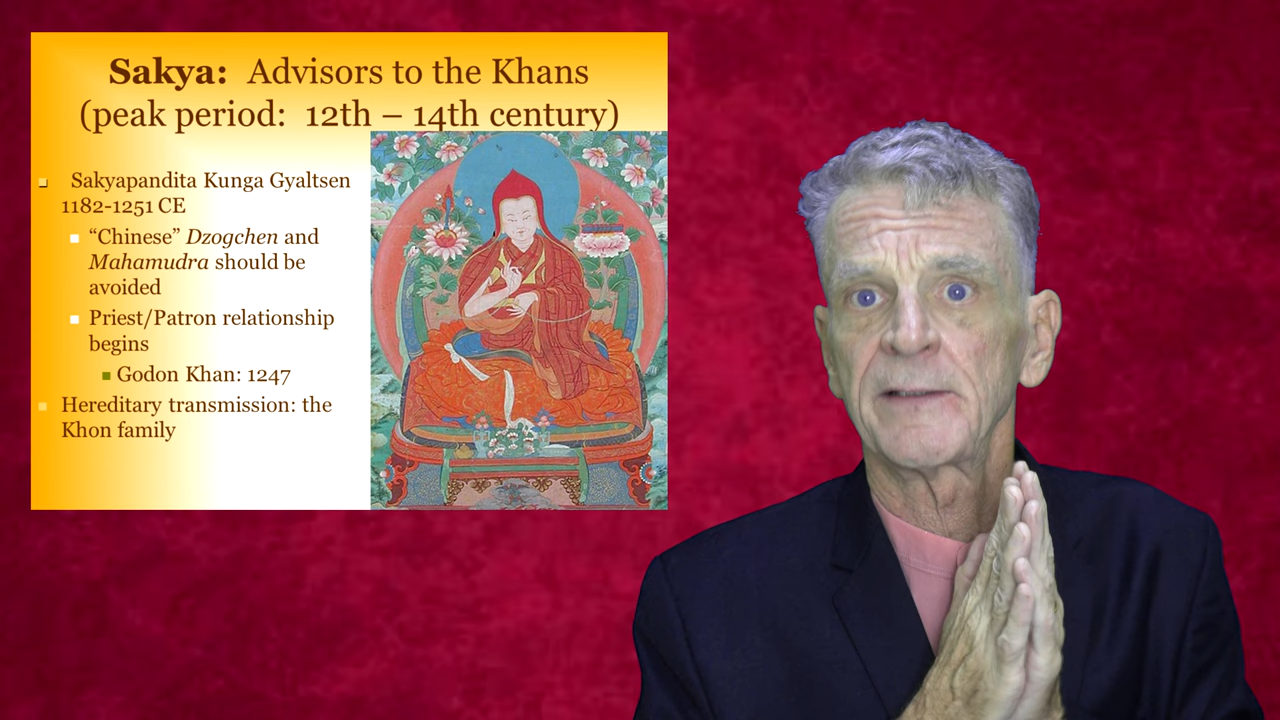 Sakya: Advisors to the Khans
(peak period: 12th – 14th century)
Sakyapandita Kunga Gyaltsen
1182-1251 CE
“Chinese” Dzogchen and
Mahamudra should be
avoided
Priest/Patron relationship
begins
Godon Khan: 1247
Hereditary transmission: the
Khon family